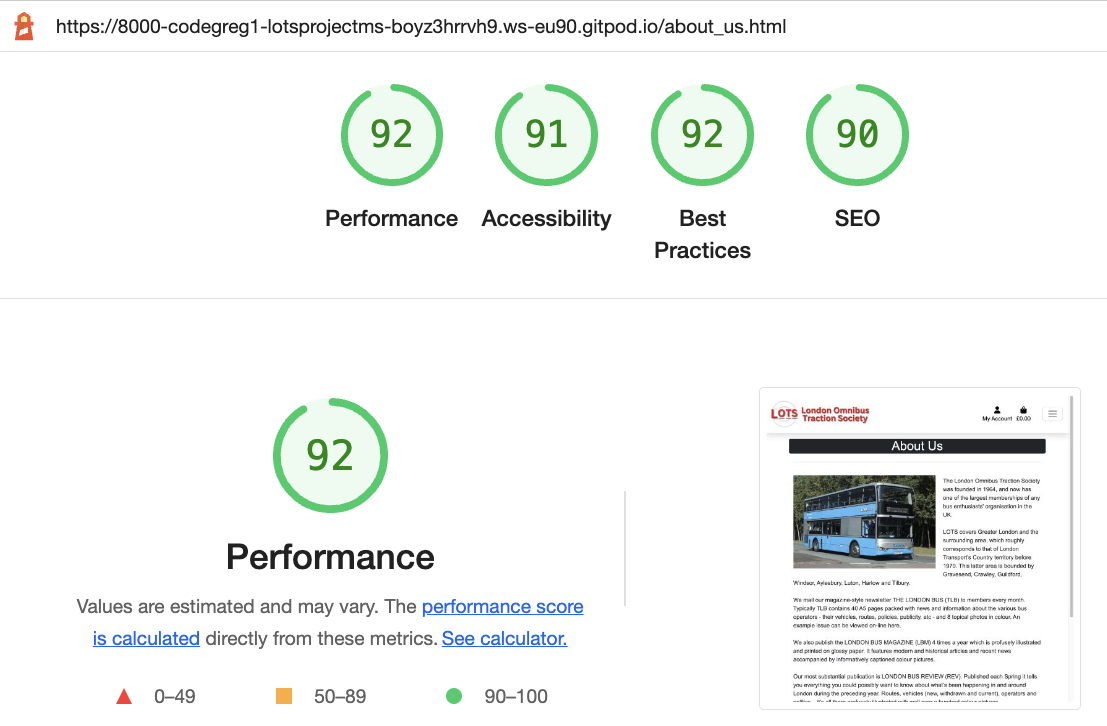 https://8000-codegreg1-lotsprojectms-boyz3hrrvh9.ws-eu90.gitpod.io/about_us.html
92 91 92 90
Performance Accessibility Best Practices SEO
92
Performance
Values are estimated and may vary. The performance score
is calculated directly from these metrics. See calculator.
0–49 50–89 90–100
LOTS London Omnibus
Traction Society
My Account £0.00
About Us
The London Omnibus Traction Society
was founded in 1964, and now has
one of the largest memberships of any
bus enthusiasts' organisation in the
UK.
LOTS covers Greater London and the
surrounding area, which roughly
corresponds to that of London
Transport's Country territory before
1970. This latter area is bounded by
Gravesend, Crawley, Guildford,
Windsor, Aylesbury, Luton, Harlow and Tilbury.
We mail our magazine-style newsletter THE LONDON BUS (TLB) to members every month.
Typically TLB contains 40 A5 pages packed with news and information about the various bus
operators - their vehicles, routes, policies, publicity, etc - and 8 topical photos in colour. An
example issue can be viewed on-line here.
We also publish the LONDON BUS MAGAZINE (LBM) 4 times a year which is profusely illustrated
and printed on glossy paper. It features modern and historical articles and recent news
accompanied by informatively captioned colour pictures.
Our most substantial publication is LONDON BUS REVIEW (REV). Published each Spring it tells
you everything you could possibly want to know about what's been happening in and around
London during the preceding year. Routes, vehicles (new, withdrawn and current), operators and